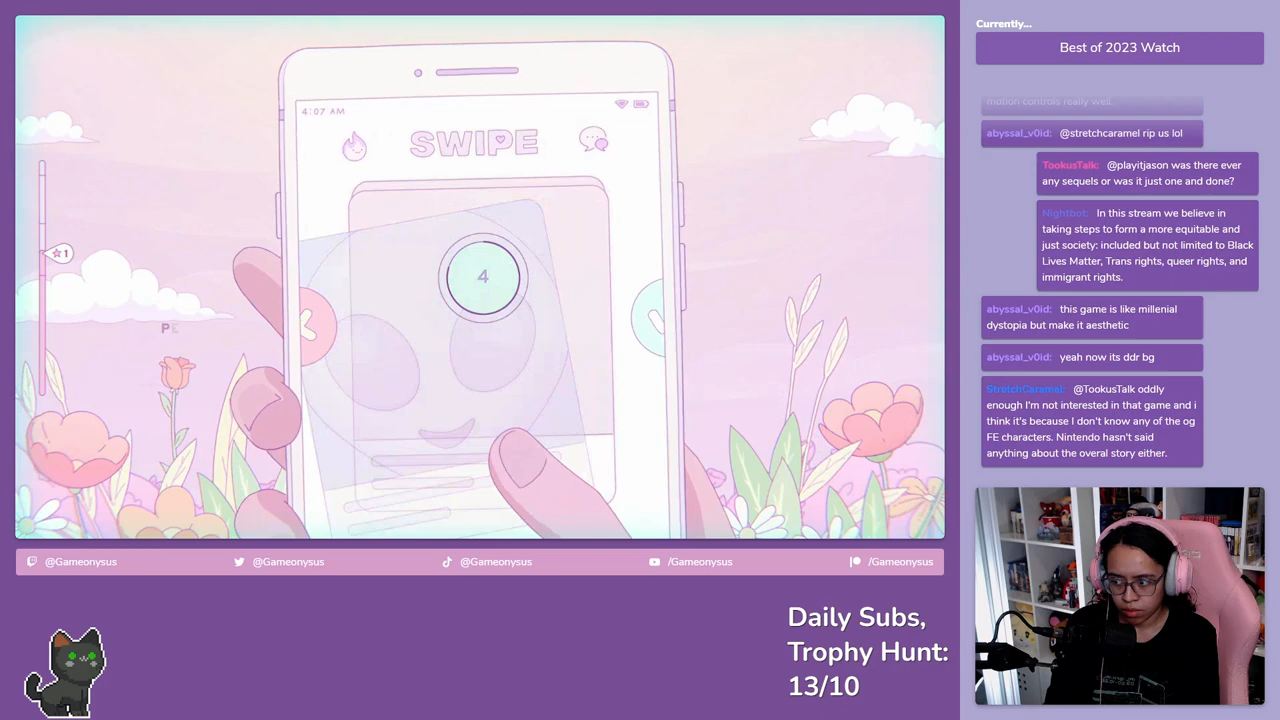 4:07 AM
SWIPE
4
1
PE
@Gameonysus
@Gameonysus
@Gameonysus
/Gameonysus
/Gameonysus
Daily Subs,
Trophy Hunt:
13/10
Currently...
Best of 2023 Watch
motion controls really well.
abyssal_v0id: @stretchcaramel rip us lol
TookusTalk: @playitjason was there ever
any sequels or was it just one and done?
Nightbot: In this stream we believe in
taking steps to form a more equitable and
just society: included but not limited to Black
Lives Matter, Trans rights, queer rights, and
immigrant rights.
abyssal_v0id: this game is like millenial
dystopia but make it aesthetic
abyssal_v0id: yeah now its ddr bg
StretchCaramel: @TookusTalk oddly
enough I'm not interested in that game and i
think it's because I don't know any of the og
FE characters. Nintendo hasn't said
anything about the overal story either.